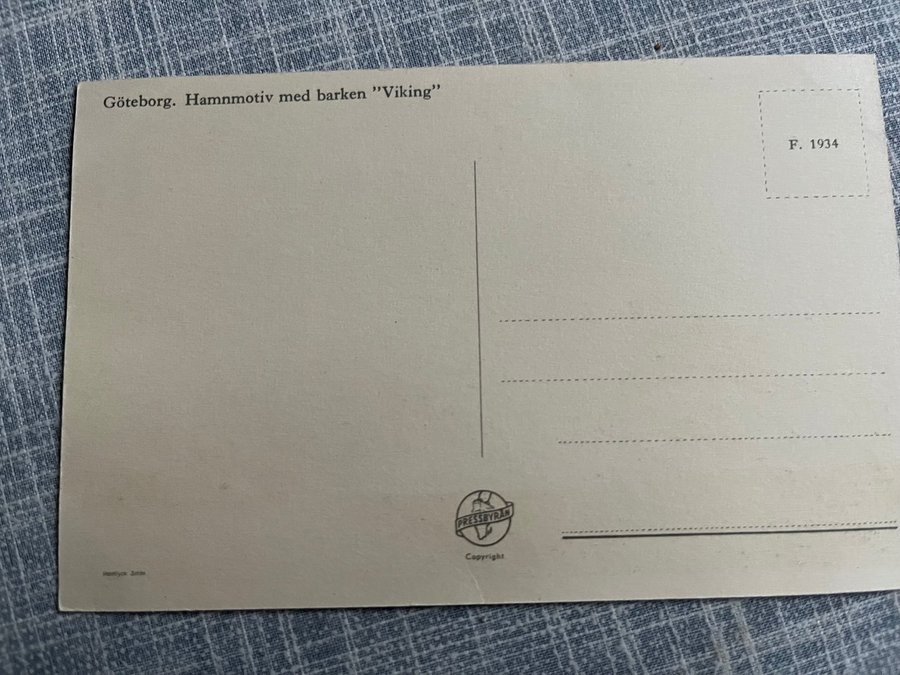 Göteborg. Hamnmotiv med barken ”Viking”
F. 1934
PRESSBYRÅN
Copyright